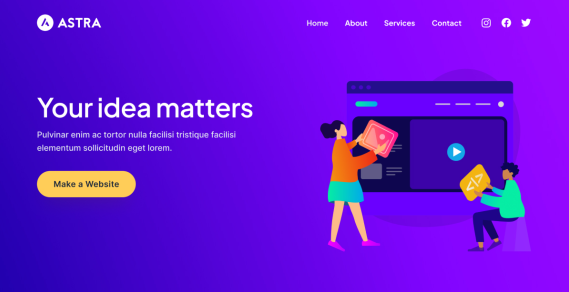 ASTRA
Home About Services Contact
Your idea matters
Pulvinar enim ac tortor nulla facilisi tristique facilisi
elementum sollicitudin eget lorem.
Make a Website